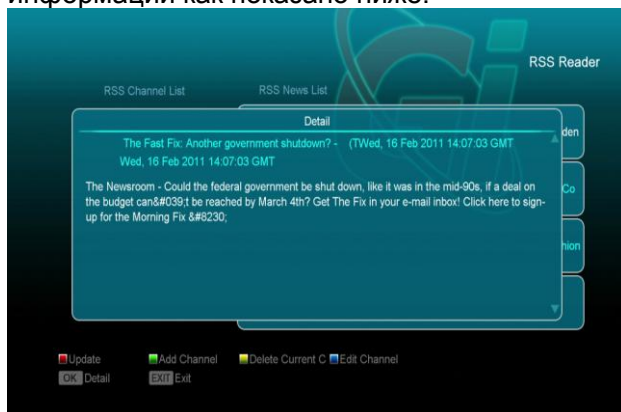 информации как показано ниже.
RSS Reader
RSS Channel List RSS News List
Detail
den
The Fast Fix: Another government shutdown? - (TWed, 16 Feb 2011 14:07:03 GMT
Wed, 16 Feb 2011 14:07:03 GMT
The Newsroom - Could the federal government be shut down, like it was in the mid-90s, if a deal on
Co
the budget can&#039;t be reached by March 4th? Get The Fix in your e-mail inbox! Click here to sign-
up for the Morning Fix &#8230;
hion
Update Add Channel Delete Current C Edit Channel
OK Detail EXIT Exit